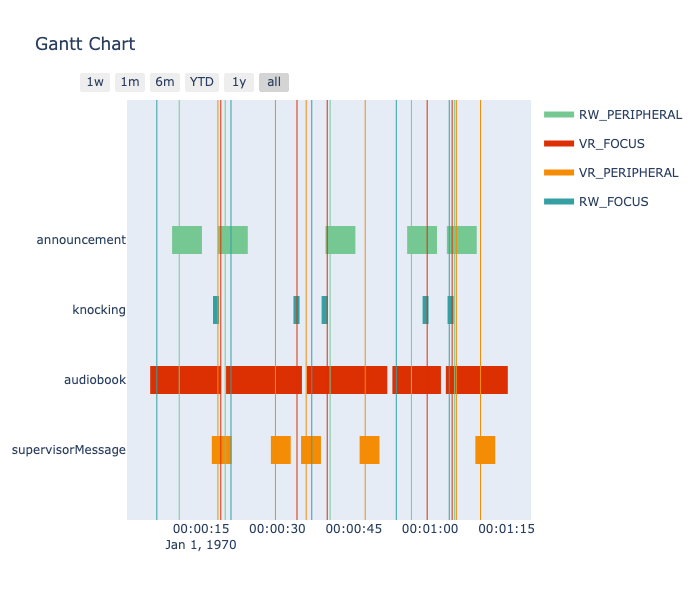 Gantt Chart
1w 1m 6m YTD 1y all
RW_PERIPHERAL
VR_FOCUS
VR_PERIPHERAL
RW_FOCUS
announcement
knocking
audiobook
supervisorMessage
00:00:15 00:00:30 00:00:45 00:01:00 00:01:15
Jan 1, 1970